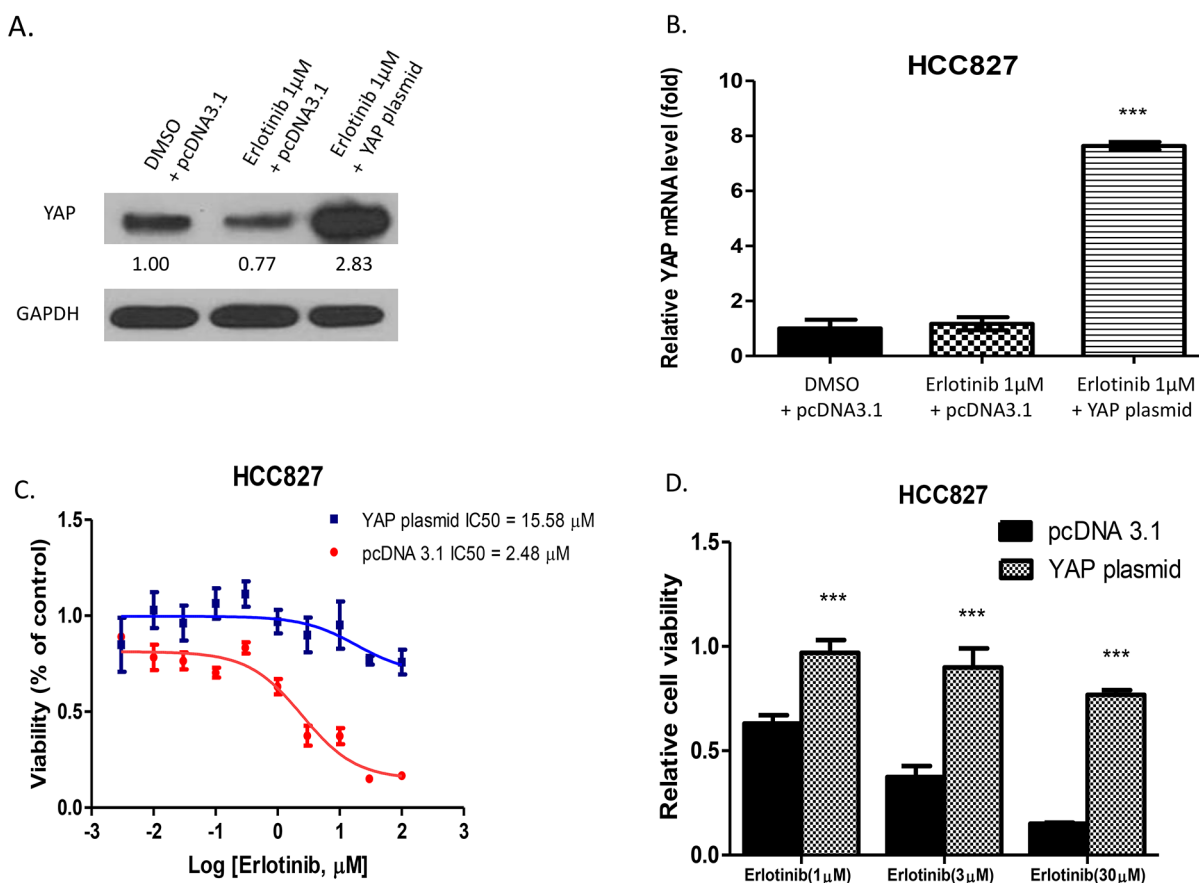 A.
DMSO
+ pcDNA3.1
Erlotinib 1µM
+ pcDNA3.1
Erlotinib 1µM
+ YAP plasmid
YAP
1.00 0.77 2.83
GAPDH
B.
HCC827
Relative YAP mRNA level (fold)
10
8
6
4
2
0
***
DMSO
+ pcDNA3.1
Erlotinib 1µM
+ pcDNA3.1
Erlotinib 1µM
+ YAP plasmid
C.
HCC827
YAP plasmid IC50 = 15.58 µM
pcDNA 3.1 IC50 = 2.48 µM
Viability (% of control)
1.5
1.0
0.5
0.0
-3 -2 -1 0 1 2 3
Log [Erlotinib, µM]
D.
HCC827
pcDNA 3.1
YAP plasmid
Relative cell viability
1.5
1.0
0.5
0.0
*** *** ***
Erlotinib(1µM) Erlotinib(3µM) Erlotinib(30µM)